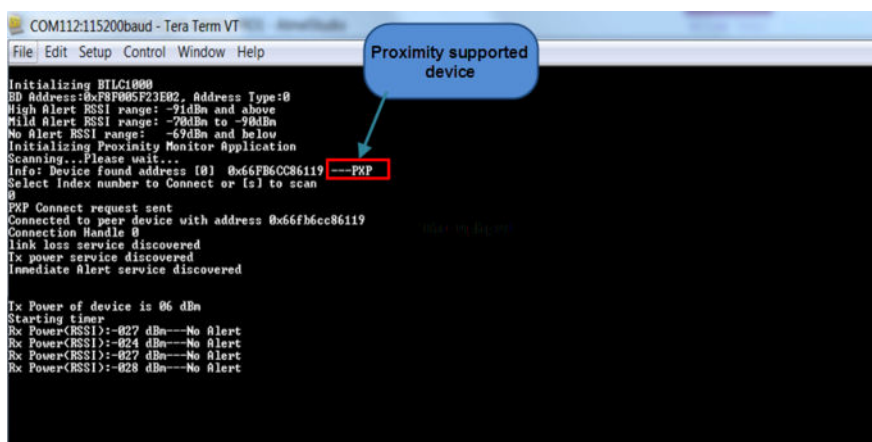 COM112:115200baud - Tera Term VT
File Edit Setup Control Window Help
Proximity supported
device
Initializing BTLC1000
BD Address:0xF8F005F23E02, Address Type:0
High Alert RSSI range: -91dBm and above
Mild Alert RSSI range: -70dBm to -90dBm
No Alert RSSI range: -69dBm and below
Initializing Proximity Monitor Application
Scanning...Please wait...
Info: Device found address [0] 0x66FB6CC86119 ---PXP
Select Index number to Connect or [s] to scan
0
PXP Connect request sent
Connected to peer device with address 0x66fb6cc86119
Connection Handle 0
link loss service discovered
Tx power service discovered
Immediate Alert service discovered
Tx Power of device is 06 dBm
Starting timer
Rx Power(RSSI):-027 dBm---No Alert
Rx Power(RSSI):-024 dBm---No Alert
Rx Power(RSSI):-027 dBm---No Alert
Rx Power(RSSI):-028 dBm---No Alert